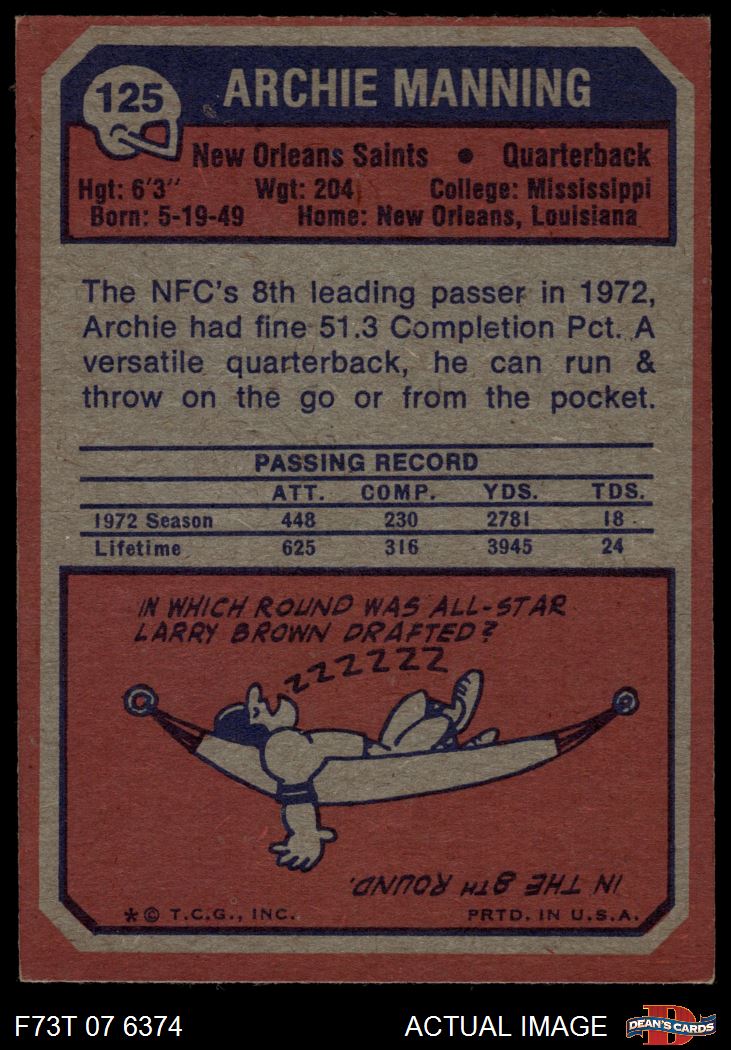 125
ARCHIE MANNING
New Orleans Saints • Quarterback
Hgt: 6'3" Wgt: 204 College: Mississippi
Born: 5-19-49 Home: New Orleans, Louisiana
The NFC's 8th leading passer in 1972,
Archie had fine 51.3 Completion Pct. A
versatile quarterback, he can run &
throw on the go or from the pocket.
PASSING RECORD
ATT. COMP. YDS. TDS.
1972 Season 448 230 2781 18
Lifetime 625 316 3945 24
IN WHICH ROUND WAS ALL-STAR
LARRY BROWN DRAFTED?
ZZZZZZZ
IN THE 8TH ROUND.
*© T.C.G., INC. PRTD. IN U.S.A.
F73T 07 6374 ACTUAL IMAGE
D
DEAN'S CARDS